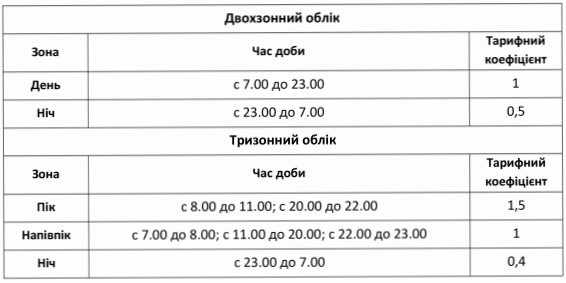 Двохзонний облік
Зона Час доби Тарифний коефіцієнт
День с 7.00 до 23.00 1
Ніч с 23.00 до 7.00 0,5
Тризонний облік
Зона Час доби Тарифний коефіцієнт
Пік с 8.00 до 11.00; с 20.00 до 22.00 1,5
Напівпік с 7.00 до 8.00; с 11.00 до 20.00; с 22.00 до 23.00 1
Ніч с 23.00 до 7.00 0,4